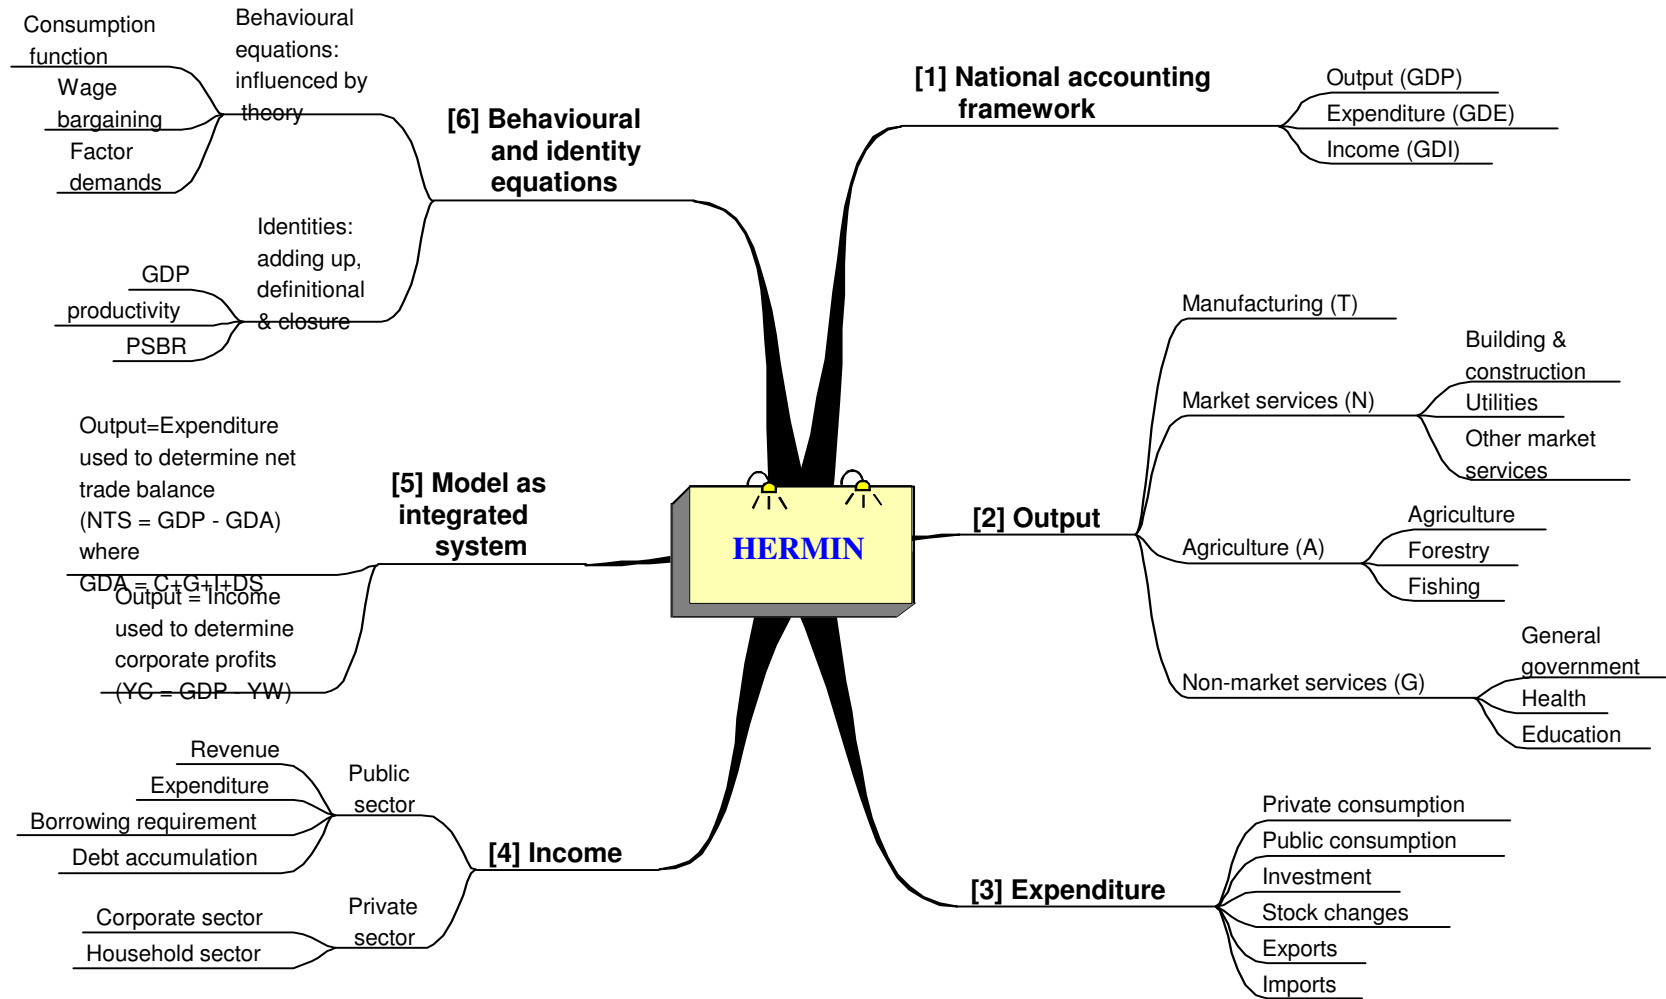 HERMIN
[1] National accounting
framework
Output (GDP)
Expenditure (GDE)
Income (GDI)
[2] Output
Manufacturing (T)
Market services (N)
Building &
construction
Utilities
Other market
services
Agriculture (A)
Agriculture
Forestry
Fishing
Non-market services (G)
General
government
Health
Education
[3] Expenditure
Private consumption
Public consumption
Investment
Stock changes
Exports
Imports
[4] Income
Public
sector
Revenue
Expenditure
Borrowing requirement
Debt accumulation
Private
sector
Corporate sector
Household sector
[5] Model as
integrated
system
Output=Expenditure
used to determine net
trade balance
(NTS = GDP - GDA)
where
GDA = C+G+I+DS
Output = Income
used to determine
corporate profits
(YC = GDP - YW)
[6] Behavioural
and identity
equations
Behavioural
equations:
influenced by
theory
Consumption
function
Wage
bargaining
Factor
demands
Identities:
adding up,
definitional
& closure
GDP
productivity
PSBR